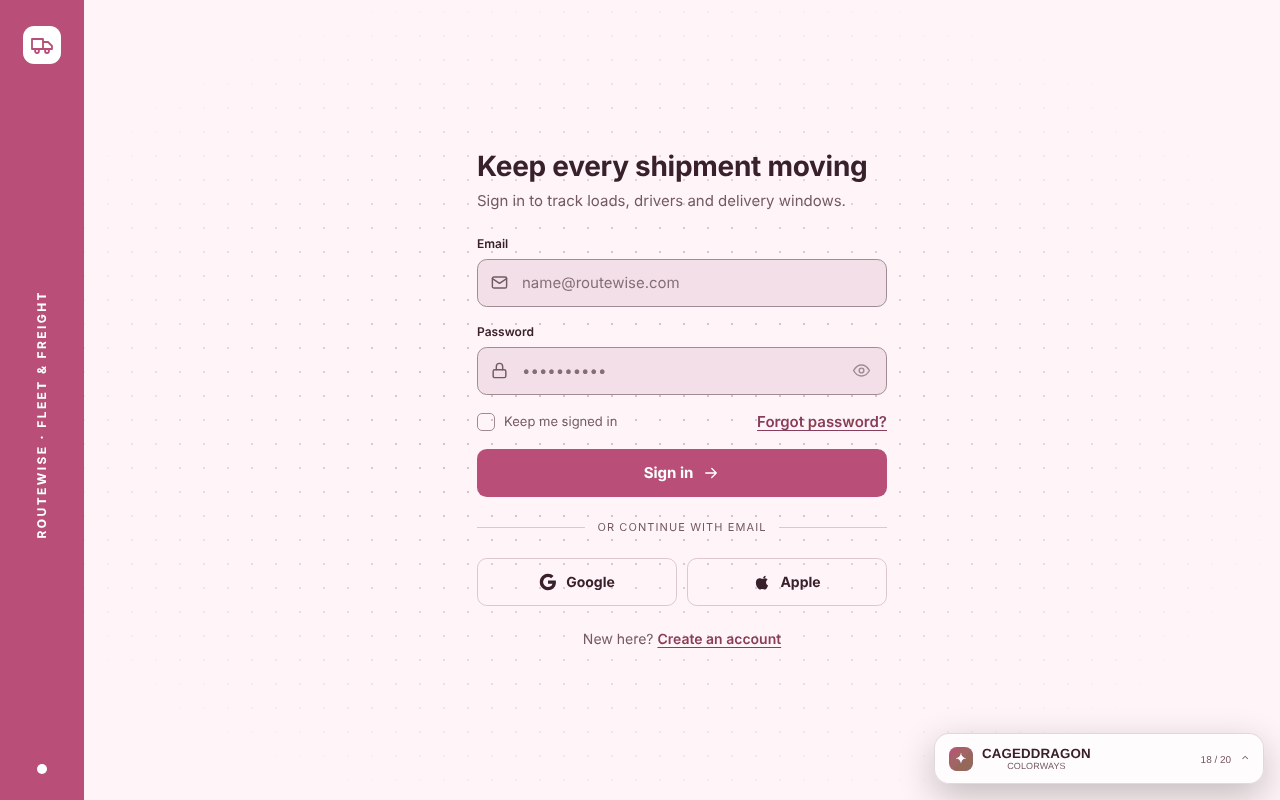 ROUTEWISE · FLEET & FREIGHT
Keep every shipment moving
Sign in to track loads, drivers and delivery windows.
Email
name@routewise.com
Password
••••••••••
Keep me signed in
Forgot password?
Sign in →
OR CONTINUE WITH EMAIL
Google
Apple
New here? Create an account
CAGEDDRAGON
COLORWAYS
18 / 20